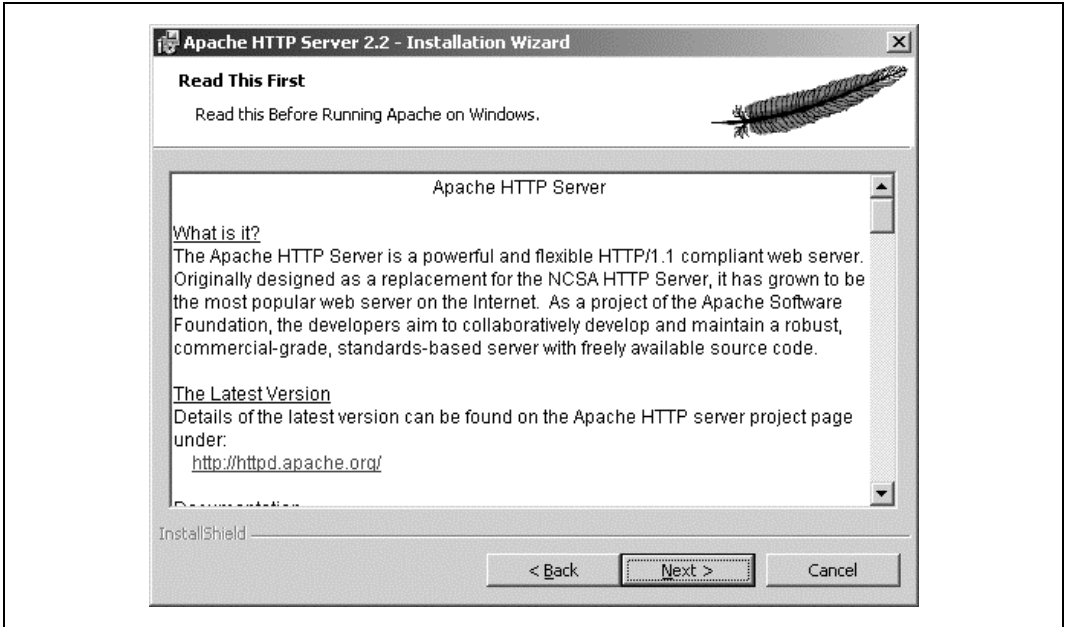 Apache HTTP Server 2.2 - Installation Wizard
Read This First
Read this Before Running Apache on Windows.
Apache HTTP Server
What is it?
The Apache HTTP Server is a powerful and flexible HTTP/1.1 compliant web server.
Originally designed as a replacement for the NCSA HTTP Server, it has grown to be
the most popular web server on the Internet.  As a project of the Apache Software
Foundation, the developers aim to collaboratively develop and maintain a robust,
commercial-grade, standards-based server with freely available source code.
The Latest Version
Details of the latest version can be found on the Apache HTTP server project page
under:
http://httpd.apache.org/
InstallShield
< Back
Next >
Cancel